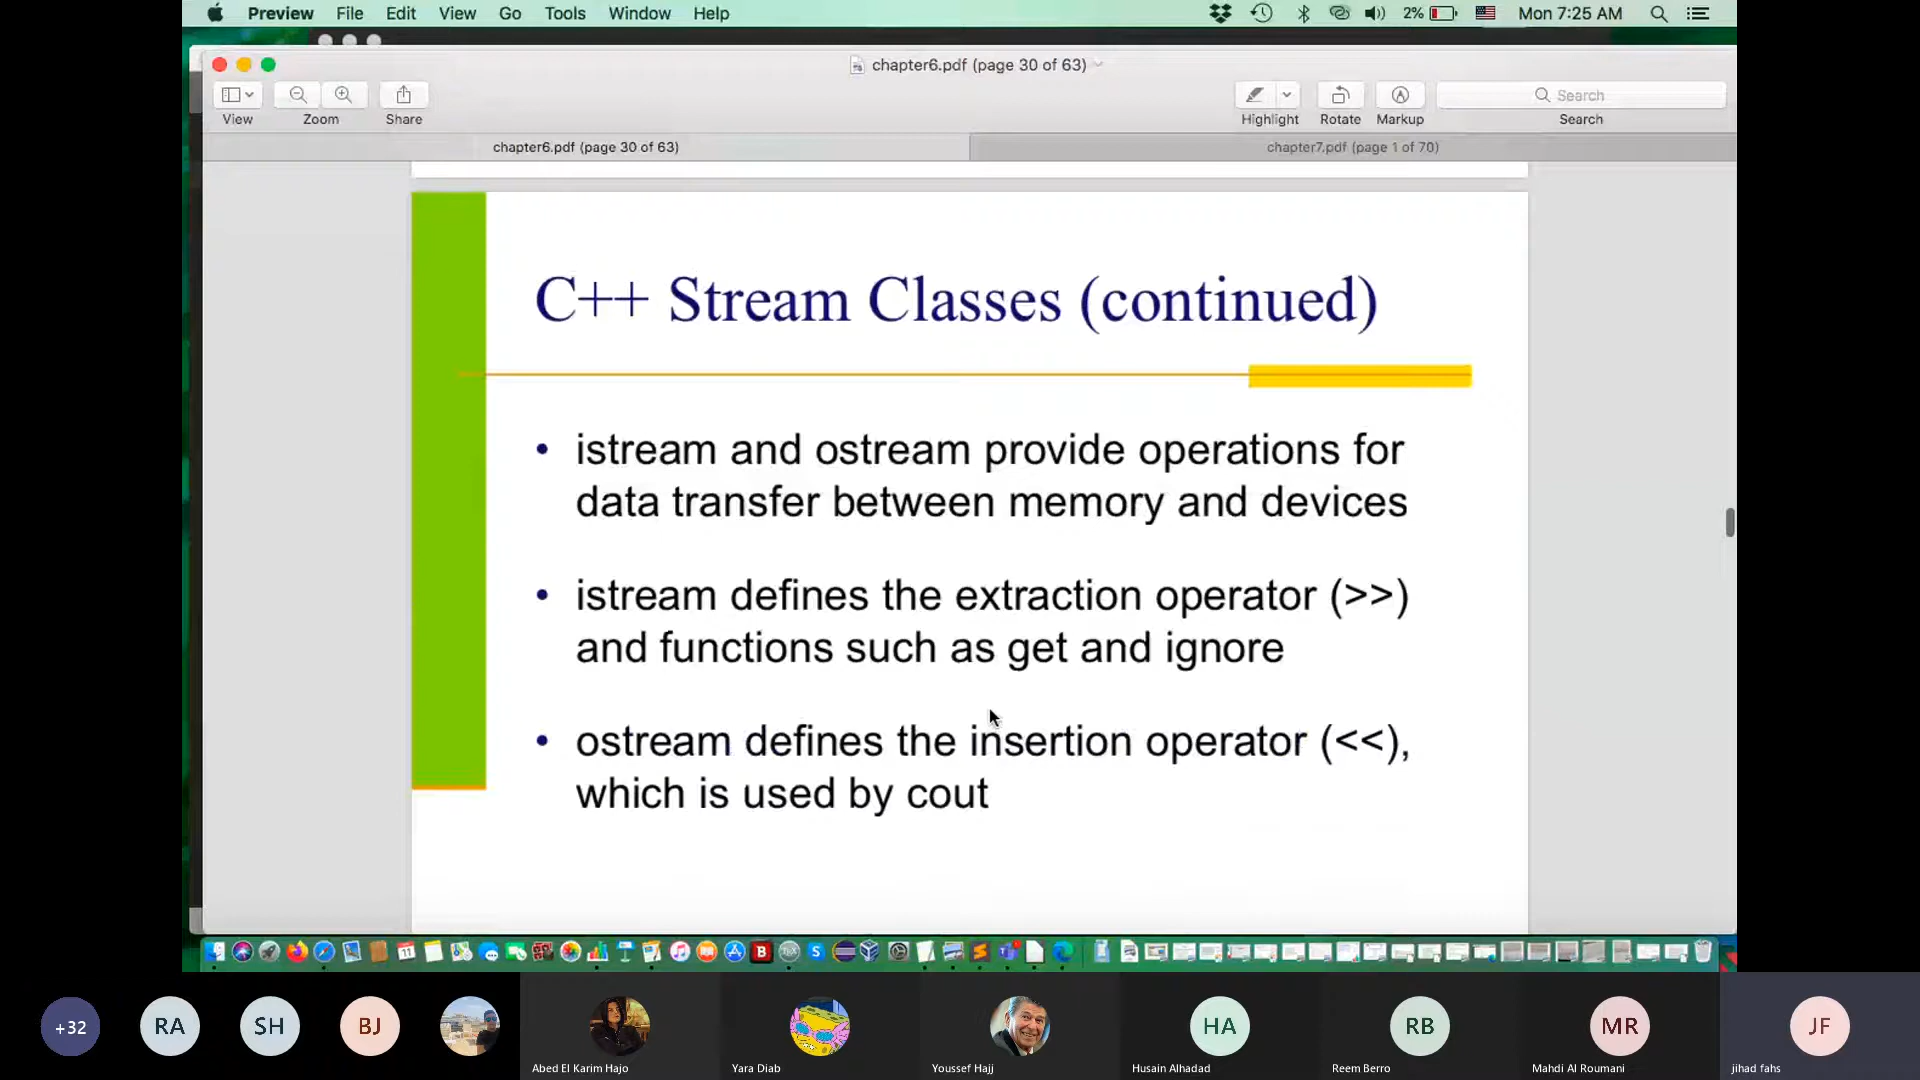 Preview File Edit View Go Tools Window Help 2% Mon 7:25 AM
chapter6.pdf (page 30 of 63)
View Zoom Share Highlight Rotate Markup Search
Search
chapter6.pdf (page 30 of 63) chapter7.pdf (page 1 of 70)
C++ Stream Classes (continued)
• istream and ostream provide operations for
data transfer between memory and devices
• istream defines the extraction operator (>>)
and functions such as get and ignore
• ostream defines the insertion operator (<<),
which is used by cout
+32 RA SH BJ HA RB MR JF
Abed El Karim Hajo Yara Diab Youssef Hajj Husain Alhadad Reem Berro Mahdi Al Roumani jihad fahs